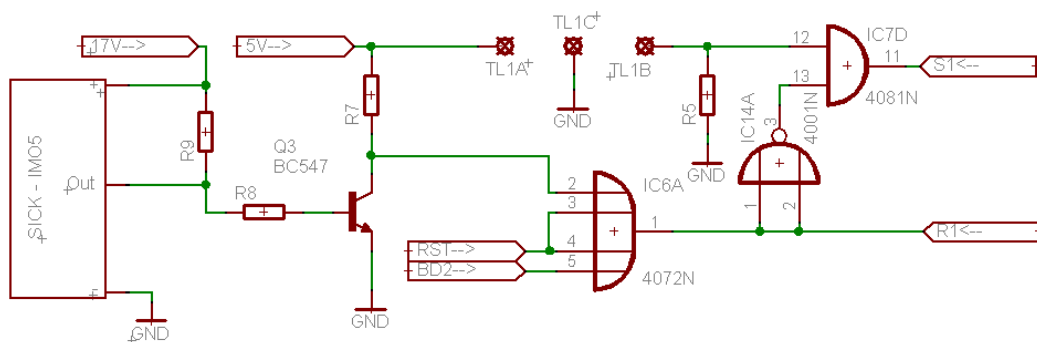 17V-->
5V-->
TL1A
TL1C
TL1B
GND
R5
GND
12
13
IC7D
11
4081N
S1<--
IC14A
3
4001N
1
2
SICK - IMO5
Out
R9
R8
Q3
BC547
R7
GND
GND
RST-->
BD2-->
2
3
4
5
IC6A
1
4072N
R1<--